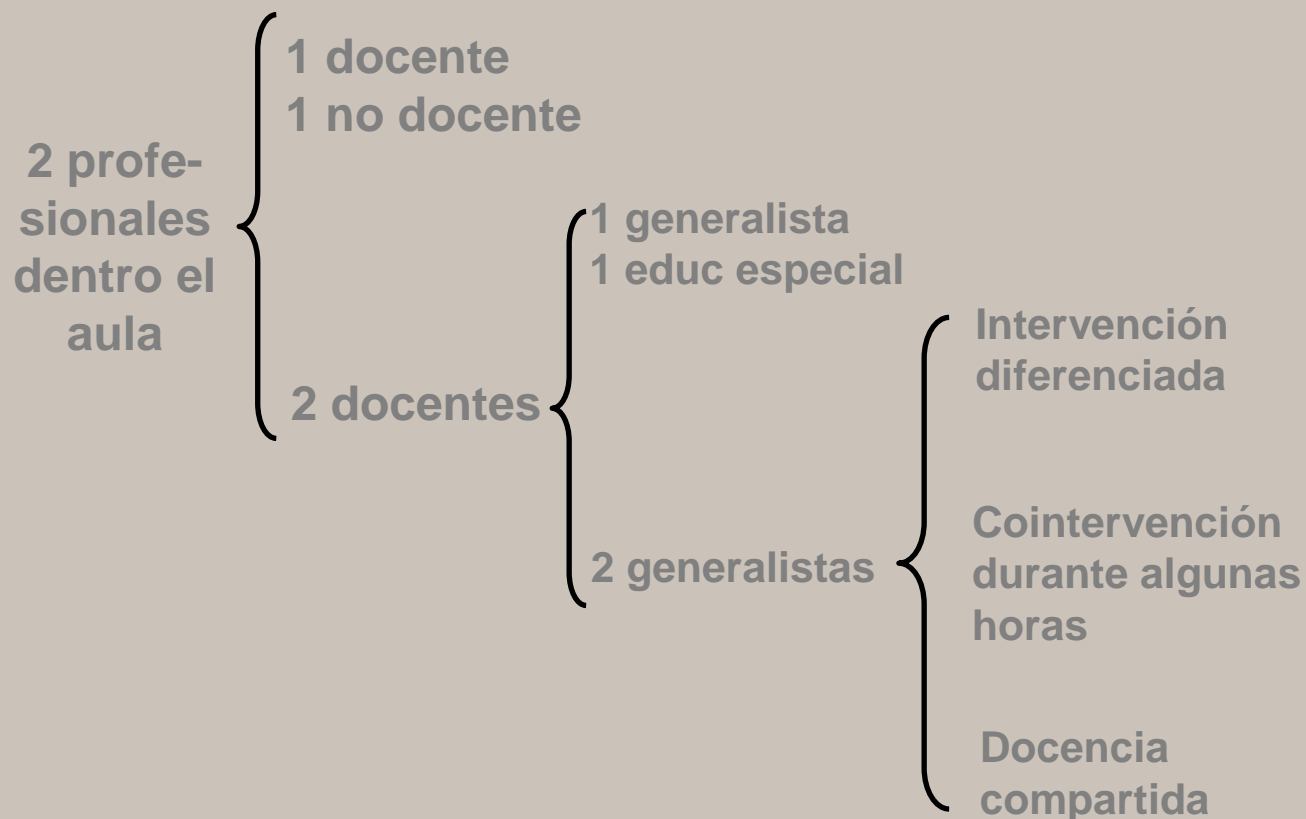 2 profe-
sionales
dentro el
aula
1 docente
1 no docente
2 docentes
1 generalista
1 educ especial
2 generalistas
Intervención
diferenciada
Cointervención
durante algunas
horas
Docencia
compartida